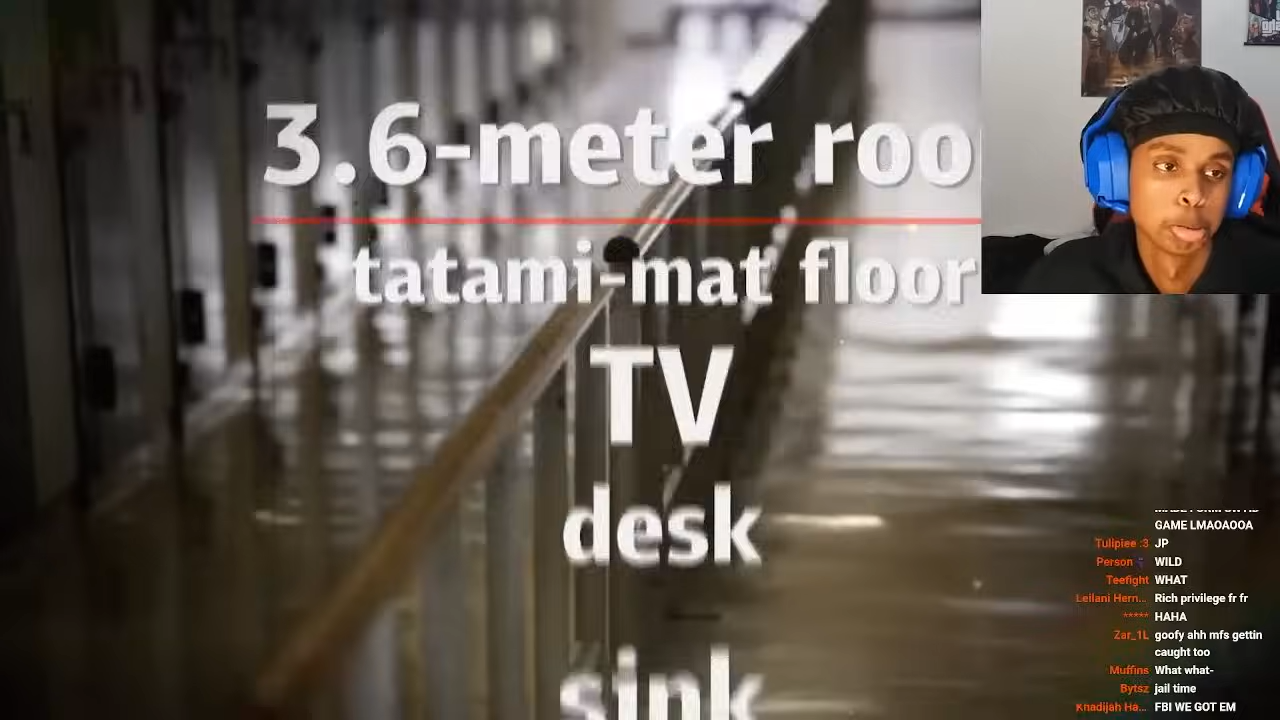 3.6-meter roo
tatami-mat floor
TV
desk
sink
GAME LMAOAOOA
Tulipiee :3 JP
Person WILD
Teefight WHAT
Leilani Hern... Rich privilege fr fr
***** HAHA
Zar_1L goofy ahh mfs gettin
caught too
Muffins What what-
Bytsz jail time
Khadijah Ha... FBI WE GOT EM